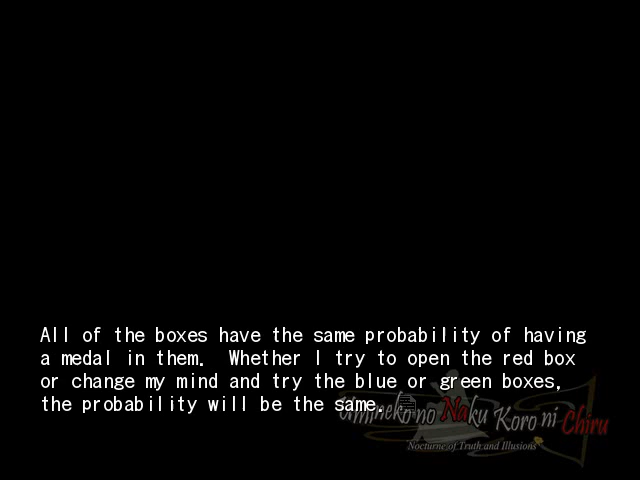 All of the boxes have the same probability of having
a medal in them.  Whether I try to open the red box
or change my mind and try the blue or green boxes,
the probability will be the same.
Umineko no Naku Koro ni Chiru
Nocturne of Truth and Illusions